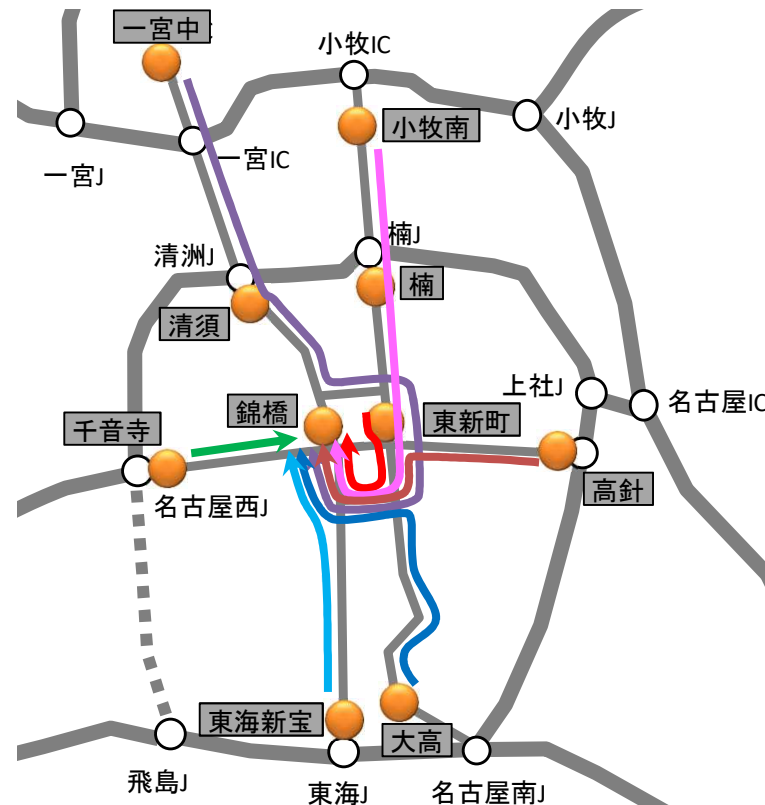 一宮中
小牧IC
小牧南
小牧J
一宮J
一宮IC
楠J
清洲J
楠
清須
上社J
名古屋IC
錦橋
東新町
千音寺
高針
名古屋西J
東海新宝
大高
飛島J
東海J
名古屋南J